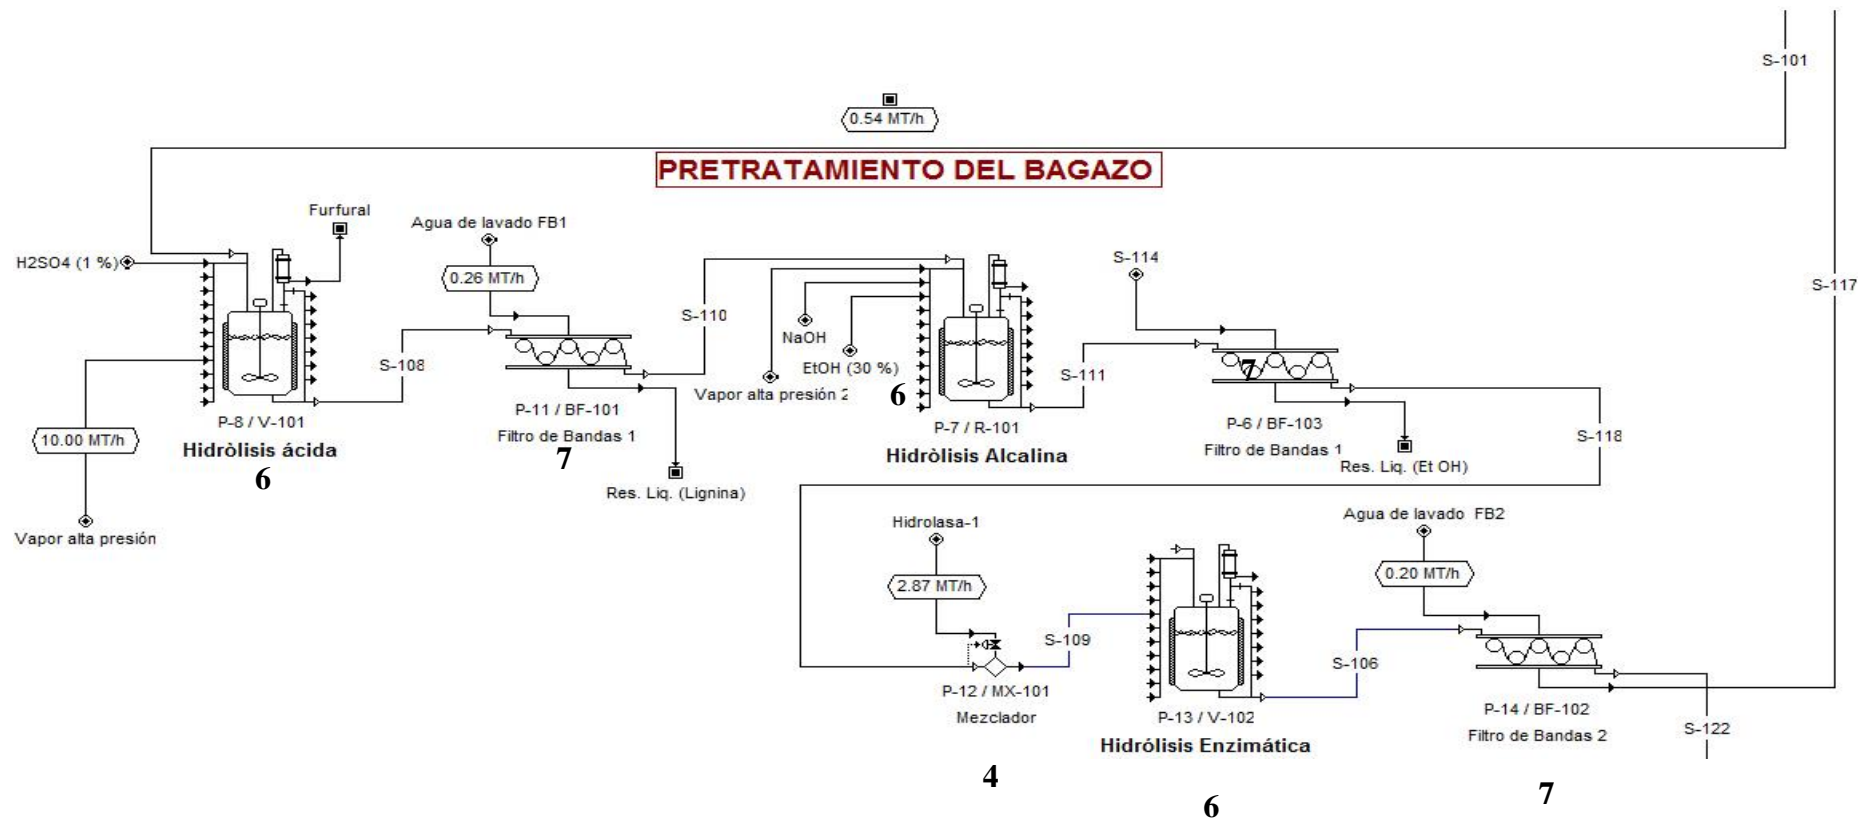 S-101
0.54 MT/h
PRETRATAMIENTO DEL BAGAZO
Furfural
Agua de lavado FB1
H2SO4 (1 %)
0.26 MT/h
S-114
S-117
S-110
NaOH
S-108
EtOH (30 %)
Vapor alta presión 2
6
S-111
7
P-8 / V-101
Hidròlisis ácida
6
10.00 MT/h
P-11 / BF-101
Filtro de Bandas 1
7
P-7 / R-101
Hidròlisis Alcalina
P-6 / BF-103
Filtro de Bandas 1
S-118
Res. Liq. (Et OH)
Res. Liq. (Lignina)
Vapor alta presión
Hidrolasa-1
Agua de lavado FB2
2.87 MT/h
0.20 MT/h
S-109
S-106
P-12 / MX-101
Mezclador
P-13 / V-102
Hidrólisis Enzimática
P-14 / BF-102
Filtro de Bandas 2
S-122
4
6
7